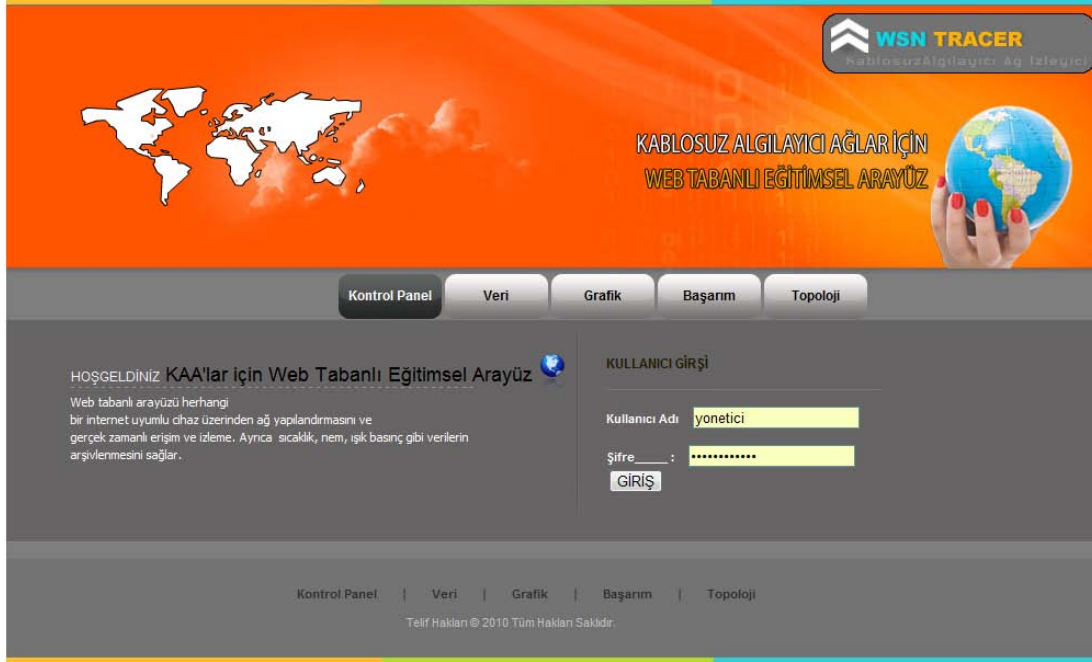 WSN TRACER
KablosuzAlgılayıcı Ağ Izleyici
KABLOSUZ ALGILAYICI AĞLAR İÇİN
WEB TABANLI EĞİTİMSEL ARAYÜZ
Kontrol Panel Veri Grafik Başarım Topoloji
HOŞGELDİNİZ KAA'lar için Web Tabanlı Eğitimsel Arayüz
Web tabanlı arayüzü herhangi
bir internet uyumlu cihaz üzerinden ağ yapılandırmasını ve
gerçek zamanlı erişim ve izleme. Ayrıca sıcaklık, nem, ışık basınç gibi verilerin
arşivlenmesini sağlar.
KULLANICI GİRŞİ
Kullanıcı Adı yonetici
Şifre_____ : ••••••••••••
GİRİŞ
Kontrol Panel | Veri | Grafik | Başarım | Topoloji
Telif Hakları © 2010 Tüm Hakları Saklıdır.